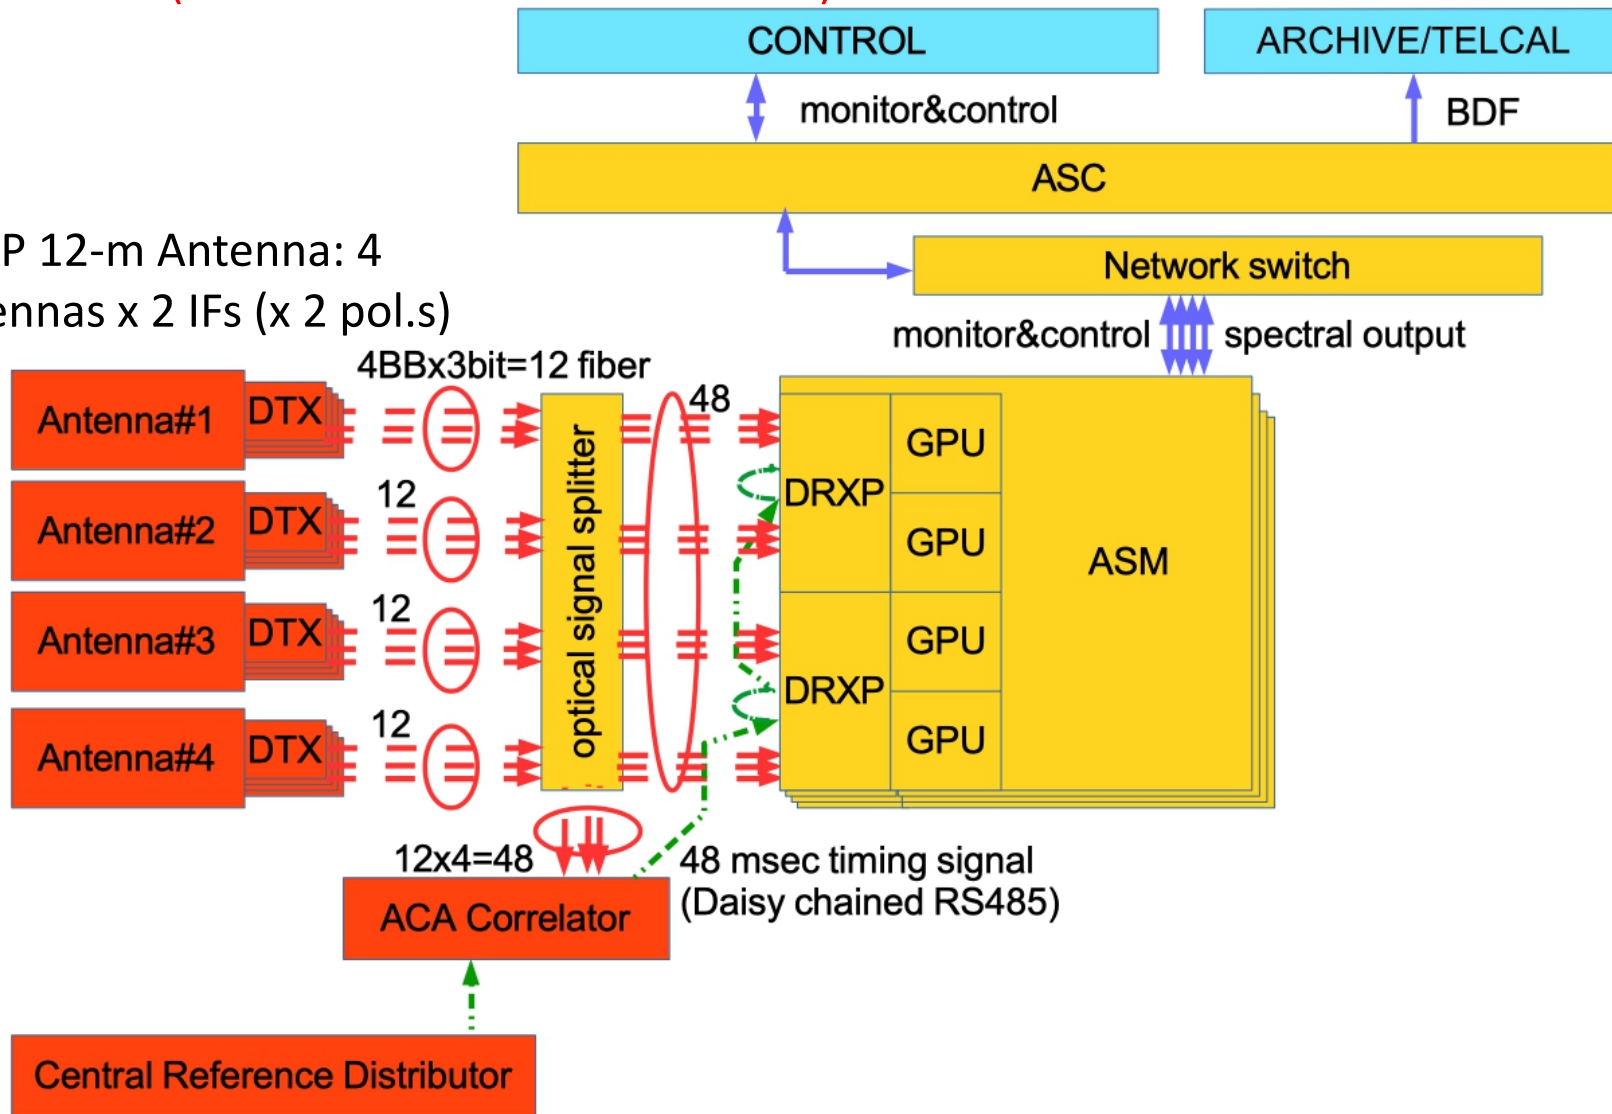 CONTROL
ARCHIVE/TELCAL
monitor&control
BDF
ASC
P 12-m Antenna: 4
ennas x 2 IFs (x 2 pol.s)
Network switch
monitor&control
spectral output
4BBx3bit=12 fiber
48
Antenna#1
DTX
12
Antenna#2
DTX
12
Antenna#3
DTX
12
Antenna#4
DTX
optical signal splitter
DRXP
GPU
GPU
DRXP
GPU
GPU
ASM
12x4=48
48 msec timing signal
(Daisy chained RS485)
ACA Correlator
Central Reference Distributor